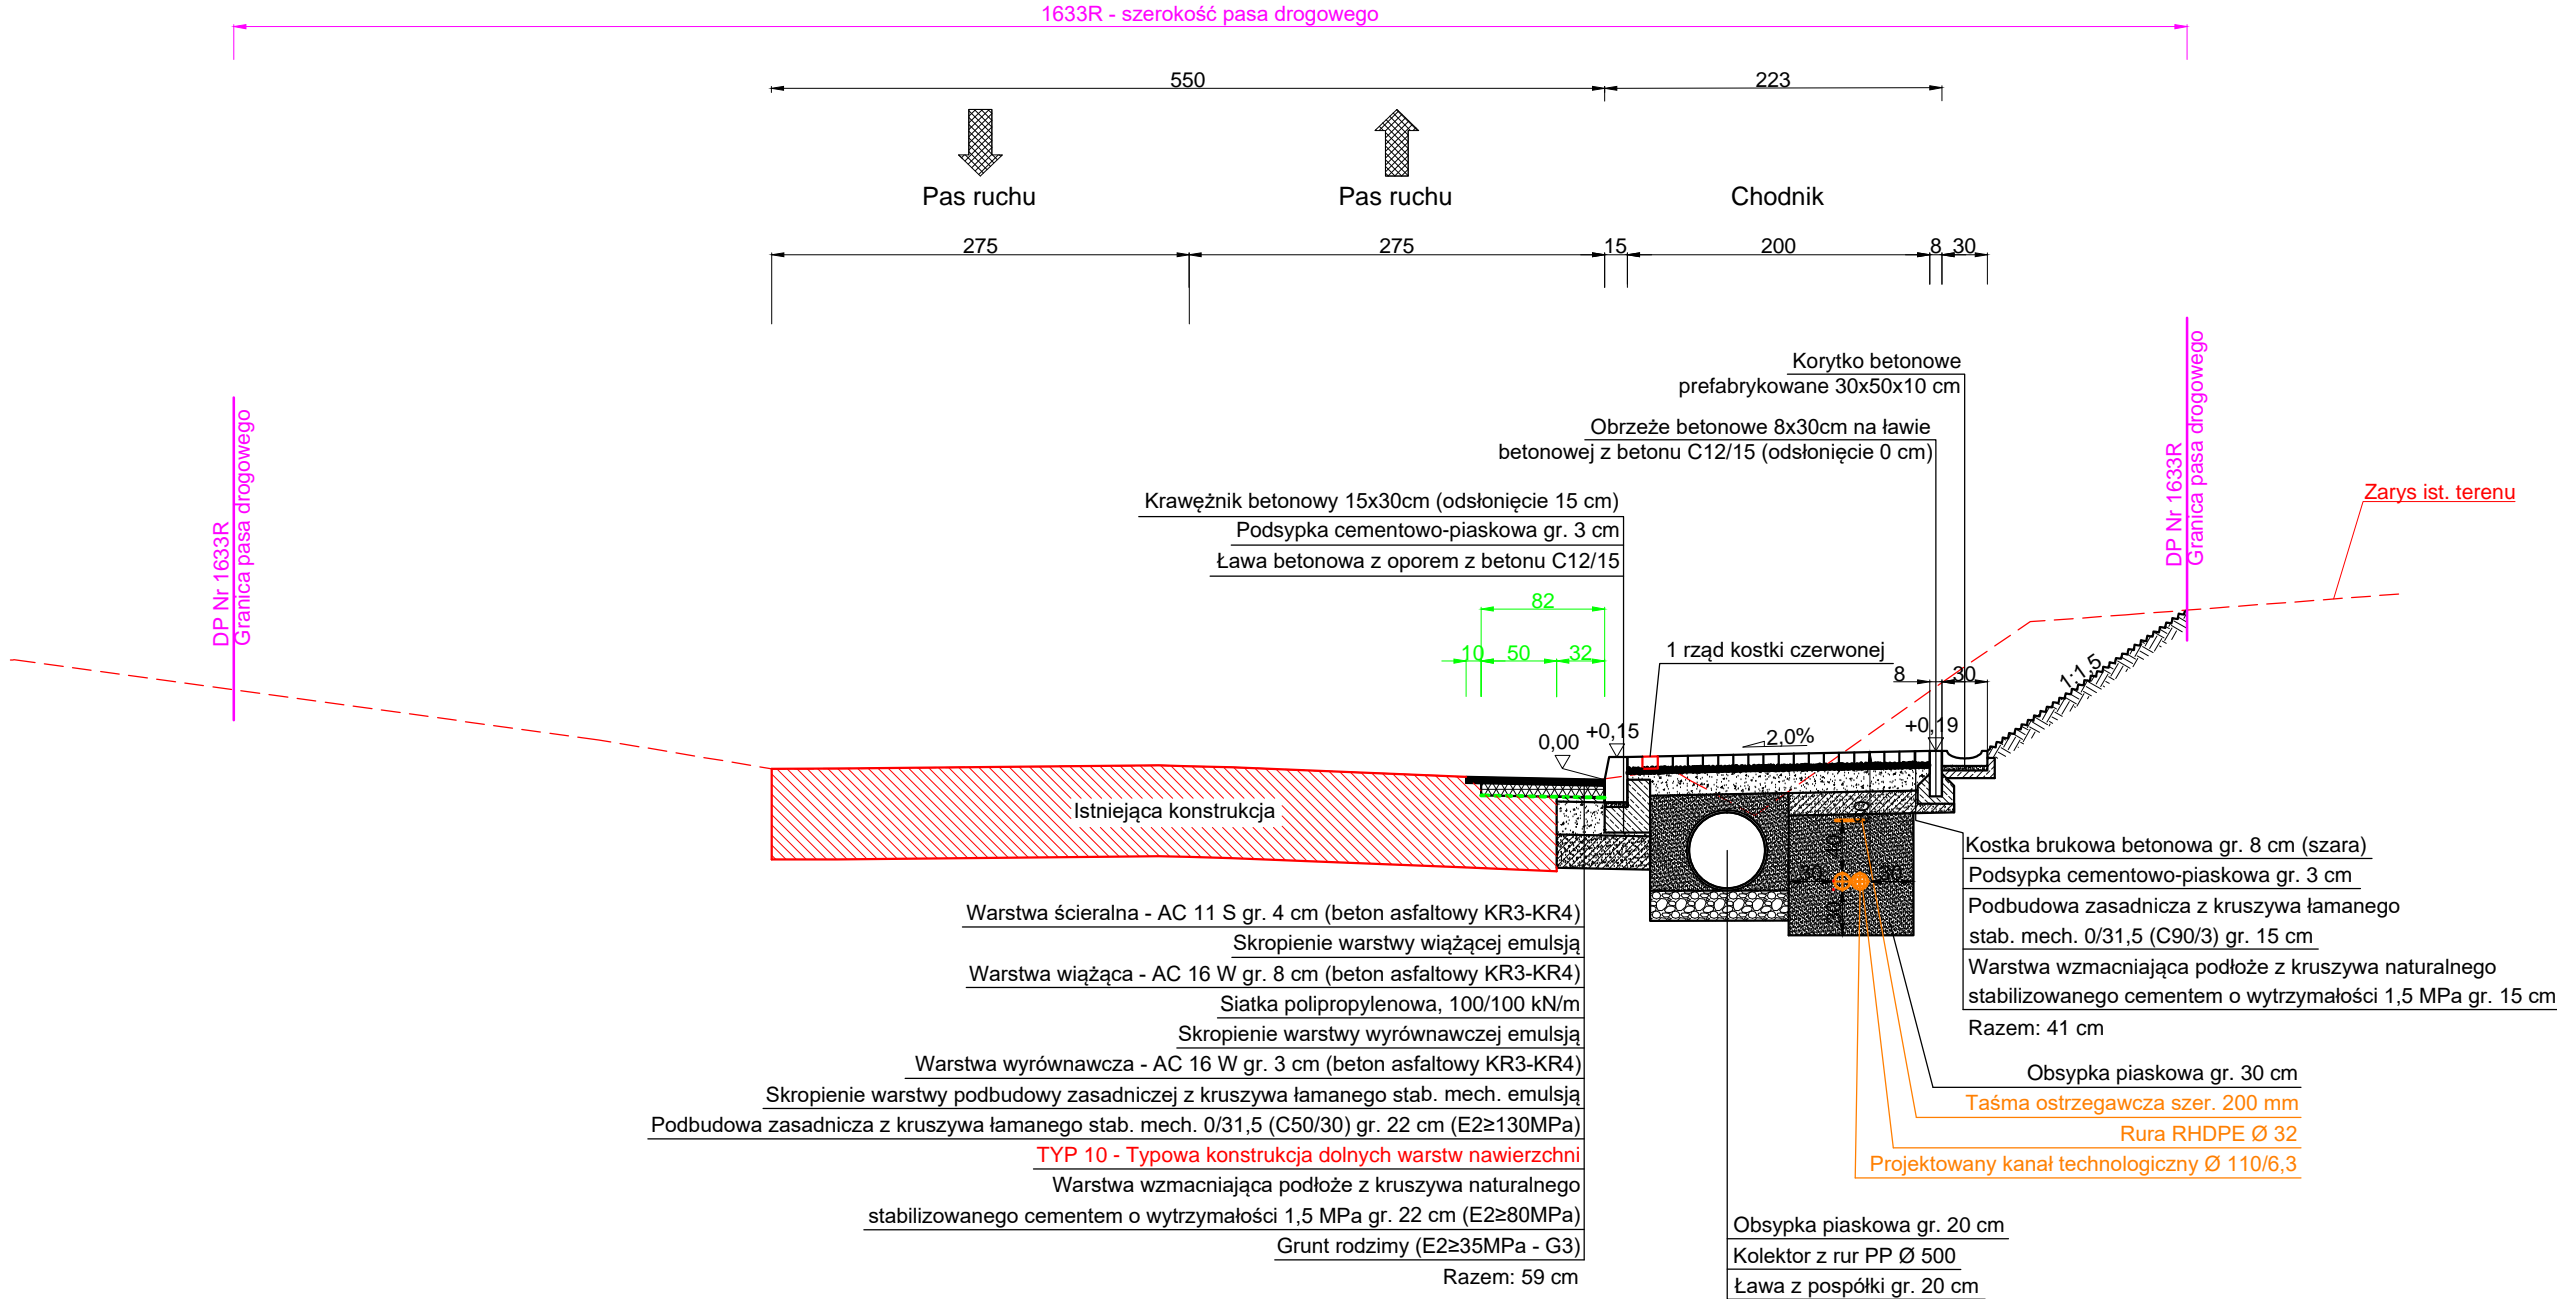 1633R - szerokość pasa drogowego
550
223
Pas ruchu
Pas ruchu
Chodnik
275
275
15
200
8
30
DP Nr 1633R
Granica pasa drogowego
DP Nr 1633R
Granica pasa drogowego
Korytko betonowe
prefabrykowane 30x50x10 cm
Obrzeże betonowe 8x30cm na ławie
betonowej z betonu C12/15 (odsłonięcie 0 cm)
Krawężnik betonowy 15x30cm (odsłonięcie 15 cm)
Podsypka cementowo-piaskowa gr. 3 cm
Ława betonowa z oporem z betonu C12/15
Zarys ist. terenu
82
10
50
32
1 rząd kostki czerwonej
8
30
1:1,5
0,00
+0,15
2,0%
+0,19
Istniejąca konstrukcja
Warstwa ścieralna - AC 11 S gr. 4 cm (beton asfaltowy KR3-KR4)
Skropienie warstwy wiążącej emulsją
Warstwa wiążąca - AC 16 W gr. 8 cm (beton asfaltowy KR3-KR4)
Siatka polipropylenowa, 100/100 kN/m
Skropienie warstwy wyrównawczej emulsją
Warstwa wyrównawcza - AC 16 W gr. 3 cm (beton asfaltowy KR3-KR4)
Skropienie warstwy podbudowy zasadniczej z kruszywa łamanego stab. mech. emulsją
Podbudowa zasadnicza z kruszywa łamanego stab. mech. 0/31,5 (C50/30) gr. 22 cm (E2≥130MPa)
TYP 10 - Typowa konstrukcja dolnych warstw nawierzchni
Warstwa wzmacniająca podłoże z kruszywa naturalnego
stabilizowanego cementem o wytrzymałości 1,5 MPa gr. 22 cm (E2≥80MPa)
Grunt rodzimy (E2≥35MPa - G3)
Razem: 59 cm
Kostka brukowa betonowa gr. 8 cm (szara)
Podsypka cementowo-piaskowa gr. 3 cm
Podbudowa zasadnicza z kruszywa łamanego
stab. mech. 0/31,5 (C90/3) gr. 15 cm
Warstwa wzmacniająca podłoże z kruszywa naturalnego
stabilizowanego cementem o wytrzymałości 1,5 MPa gr. 15 cm
Razem: 41 cm
Obsypka piaskowa gr. 30 cm
Taśma ostrzegawcza szer. 200 mm
Rura RHDPE Ø 32
Projektowany kanał technologiczny Ø 110/6,3
Obsypka piaskowa gr. 20 cm
Kolektor z rur PP Ø 500
Ława z pospółki gr. 20 cm